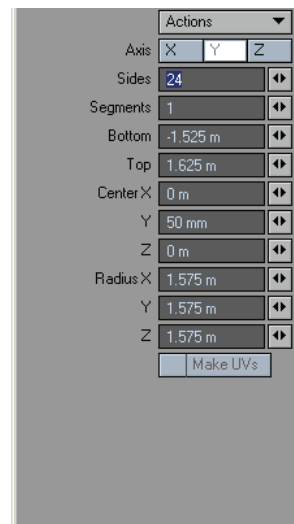 Actions
Axis X Y Z
Sides 24
Segments 1
Bottom -1.525 m
Top 1.625 m
Center X 0 m
Y 50 mm
Z 0 m
Radius X 1.575 m
Y 1.575 m
Z 1.575 m
Make UVs